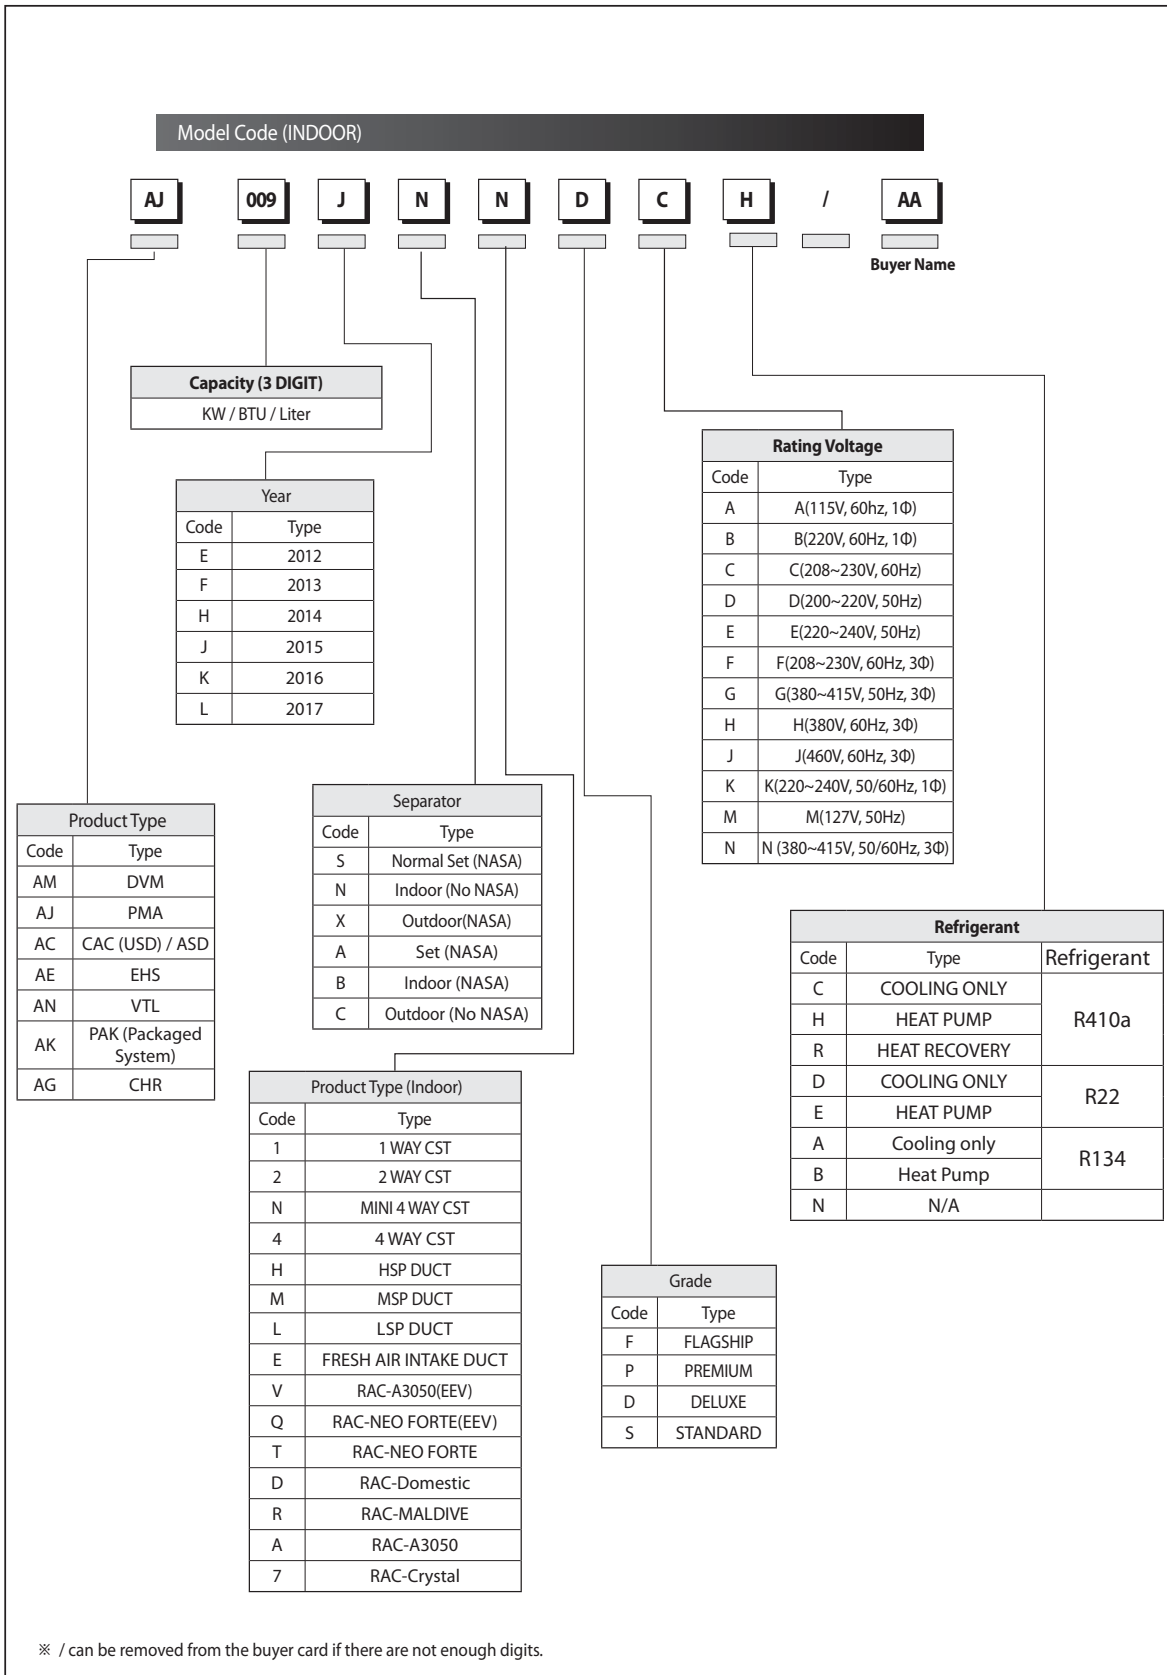 Model Code (INDOOR)
AJ 009 J N N D C H / AA
Buyer Name
Capacity (3 DIGIT)
KW / BTU / Liter
Year
Code Type
E 2012
F 2013
H 2014
J 2015
K 2016
L 2017
Rating Voltage
Code Type
A A(115V, 60hz, 1Φ)
B B(220V, 60Hz, 1Φ)
C C(208~230V, 60Hz)
D D(200~220V, 50Hz)
E E(220~240V, 50Hz)
F F(208~230V, 60Hz, 3Φ)
G G(380~415V, 50Hz, 3Φ)
H H(380V, 60Hz, 3Φ)
J J(460V, 60Hz, 3Φ)
K K(220~240V, 50/60Hz, 1Φ)
M M(127V, 50Hz)
N N (380~415V, 50/60Hz, 3Φ)
Product Type
Code Type
AM DVM
AJ PMA
AC CAC (USD) / ASD
AE EHS
AN VTL
AK PAK (Packaged
System)
AG CHR
Separator
Code Type
S Normal Set (NASA)
N Indoor (No NASA)
X Outdoor(NASA)
A Set (NASA)
B Indoor (NASA)
C Outdoor (No NASA)
Refrigerant
Code Type Refrigerant
C COOLING ONLY
H HEAT PUMP R410a
R HEAT RECOVERY
D COOLING ONLY
R22
E HEAT PUMP
A Cooling only
R134
B Heat Pump
N N/A
Product Type (Indoor)
Code Type
1 1 WAY CST
2 2 WAY CST
N MINI 4 WAY CST
4 4 WAY CST
H HSP DUCT
M MSP DUCT
L LSP DUCT
E FRESH AIR INTAKE DUCT
V RAC-A3050(EEV)
Q RAC-NEO FORTE(EEV)
T RAC-NEO FORTE
D RAC-Domestic
R RAC-MALDIVE
A RAC-A3050
7 RAC-Crystal
Grade
Code Type
F FLAGSHIP
P PREMIUM
D DELUXE
S STANDARD
※ / can be removed from the buyer card if there are not enough digits.